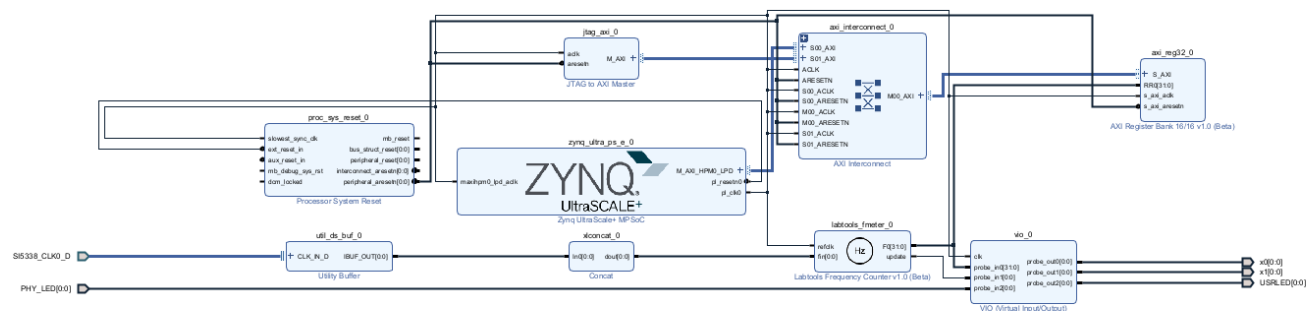 jtag_axi_0
aclk
aresetn
M_AXI
JTAG to AXI Master
axi_interconnect_0
S00_AXI
S01_AXI
ACLK
ARESETN
S00_ACLK
S00_ARESETN
M00_ACLK
M00_ARESETN
S01_ACLK
S01_ARESETN
M00_AXI
AXI Interconnect
axi_reg32_0
S_AXI
RR0[31:0]
s_axi_aclk
s_axi_aresetn
AXI Register Bank 16/16 v1.0 (Beta)
proc_sys_reset_0
slowest_sync_clk
ext_reset_in
aux_reset_in
mb_debug_sys_rst
dcm_locked
mb_reset
bus_struct_reset[0:0]
peripheral_reset[0:0]
interconnect_aresetn[0:0]
peripheral_aresetn[0:0]
Processor System Reset
zynq_ultra_ps_e_0
maxihpm0_lpd_aclk
ZYNQ
UltraSCALE+
M_AXI_HPM0_LPD
pl_resetn0
pl_clk0
Zynq UltraScale+ MPSoC
SI5338_CLK0_D
util_ds_buf_0
CLK_IN_D
IBUF_OUT[0:0]
Utility Buffer
xlconcat_0
In0[0:0]
dout[0:0]
Concat
labtools_fmeter_0
refclk
fin[0:0]
Hz
F0[31:0]
update
Labtools Frequency Counter v1.0 (Beta)
vio_0
clk
probe_in0[31:0]
probe_in1[0:0]
probe_in2[0:0]
probe_out0[0:0]
probe_out1[0:0]
probe_out2[0:0]
VIO (Virtual Input/Output)
x0[0:0]
x1[0:0]
USRLED[0:0]
PHY_LED[0:0]